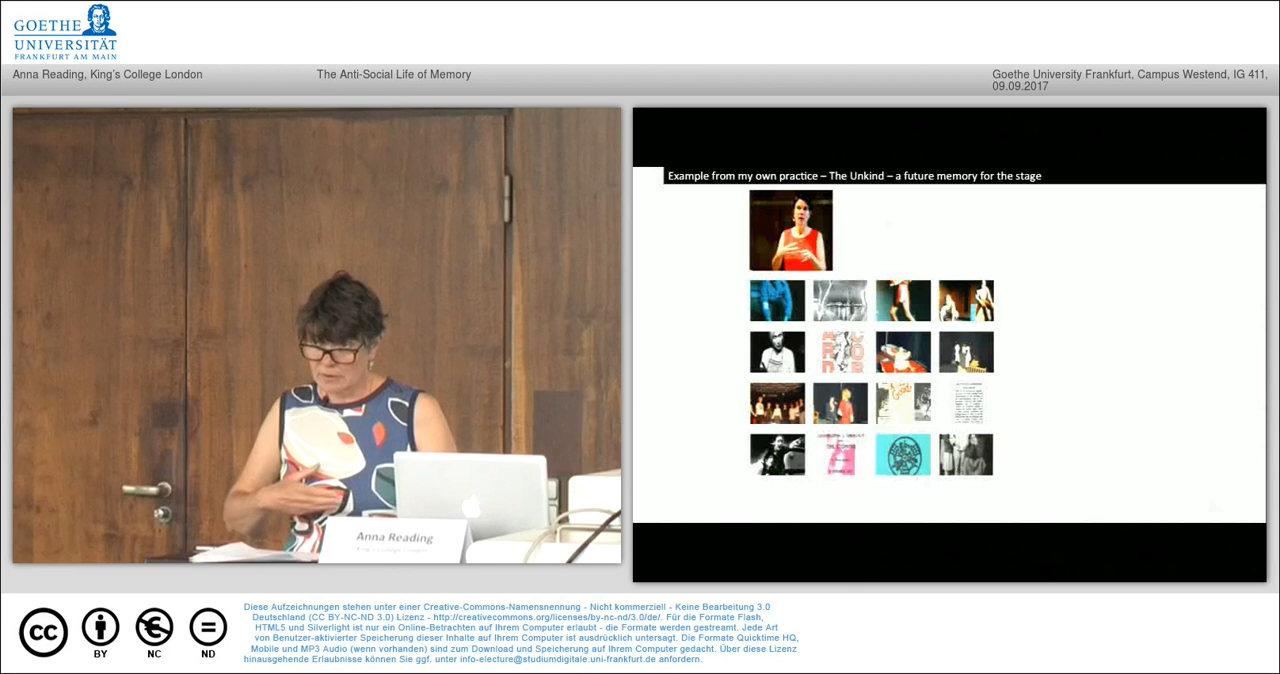 GOETHE
UNIVERSITÄT
FRANKFURT AM MAIN
Anna Reading, King's College London
The Anti-Social Life of Memory
Goethe University Frankfurt, Campus Westend, IG 411,
09.09.2017
Example from my own practice – The Unkind – a future memory for the stage
Anna Reading
King's College London
cc
BY
NC
ND
Diese Aufzeichnungen stehen unter einer Creative-Commons-Namensnennung - Nicht kommerziell - Keine Bearbeitung 3.0
Deutschland (CC BY-NC-ND 3.0) Lizenz - http://creativecommons.org/licenses/by-nc-nd/3.0/de/. Für die Formate Flash,
HTML5 und Silverlight ist nur ein Online-Betrachten auf Ihrem Computer erlaubt - die Formate werden gestreamt. Jede Art
von Benutzer-aktivierter Speicherung dieser Inhalte auf Ihrem Computer ist ausdrücklich untersagt. Die Formate Quicktime HQ,
Mobile und MP3 Audio (wenn vorhanden) sind zum Download und Speicherung auf Ihrem Computer gedacht. Über diese Lizenz
hinausgehende Erlaubnisse können Sie ggf. unter info-electure@studiumdigitale.uni-frankfurt.de anfordern.